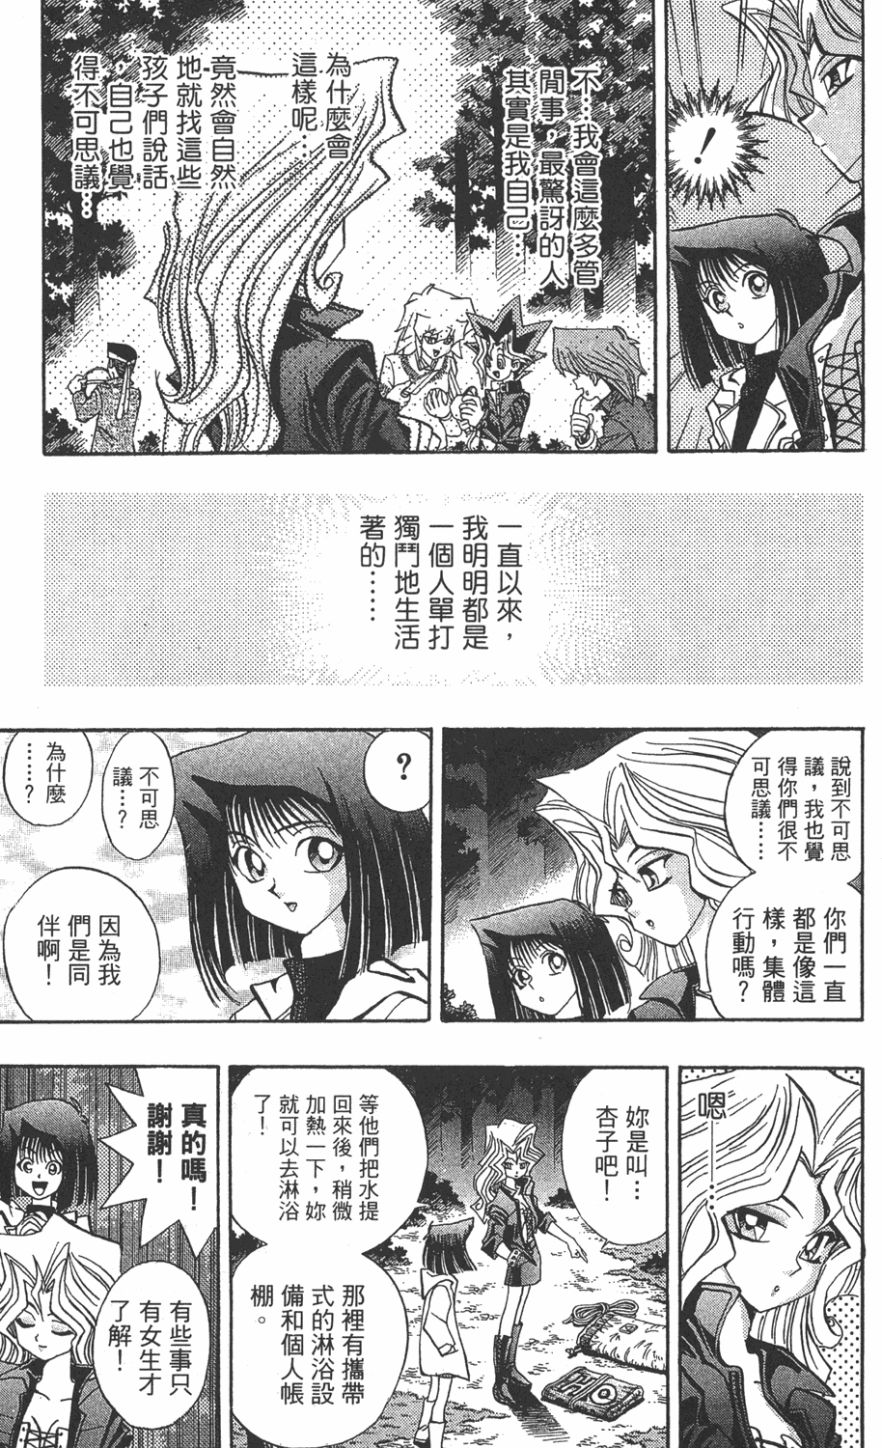 ！
不…我會這麼多管
閒事，最驚訝的人
其實是我自己…
為什麼會
這樣呢…
竟然會自然
地就找這些
孩子們說話
，自己也覺
得不可思議…
一直以來，
我明明都是
一個人單打
獨鬥地生活
著的……
說到不可思
議，我也覺
得你們很不
可思議……
你們一直
都是像這
樣，集體
行動嗎？
？
不可思
議…？
為什麼
……？
因為我
們是同
伴啊！
嗯……
妳是叫…
杏子吧！
等他們把水提
回來後，稍微
加熱一下，妳
就可以去淋浴
了！
那裡有攜帶
式的淋浴設
備和個人帳
棚。
真的嗎！
謝謝！
有些事只
有女生才
了解！